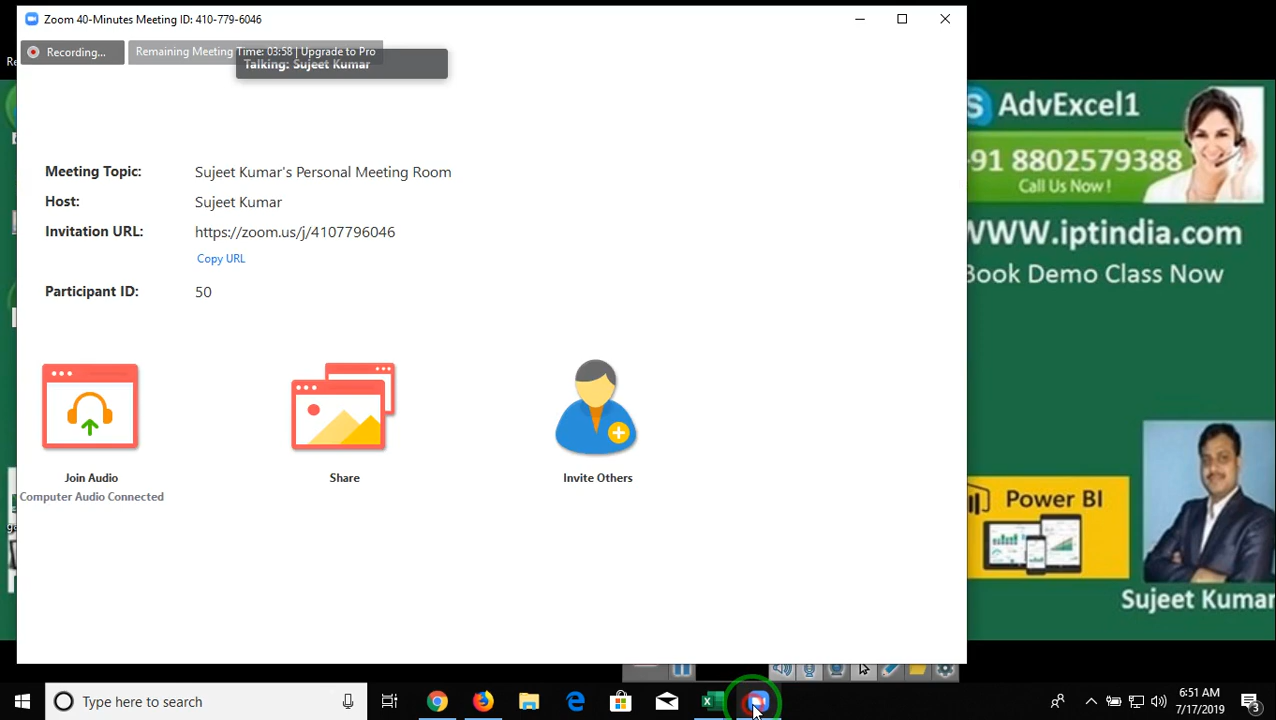 Zoom 40-Minutes Meeting ID: 410-779-6046
Recording...
Remaining Meeting Time: 03:58 | Upgrade to Pro
Talking: Sujeet Kumar
Meeting Topic: Sujeet Kumar's Personal Meeting Room
Host: Sujeet Kumar
Invitation URL: https://zoom.us/j/4107796046
Copy URL
Participant ID: 50
Join Audio
Computer Audio Connected
Share
Invite Others
AdvExcel1
91 8802579388
Call Us Now !
WWW.iptindia.com
Book Demo Class Now
Power BI
Sujeet Kumar
Type here to search
6:51 AM
7/17/2019
3